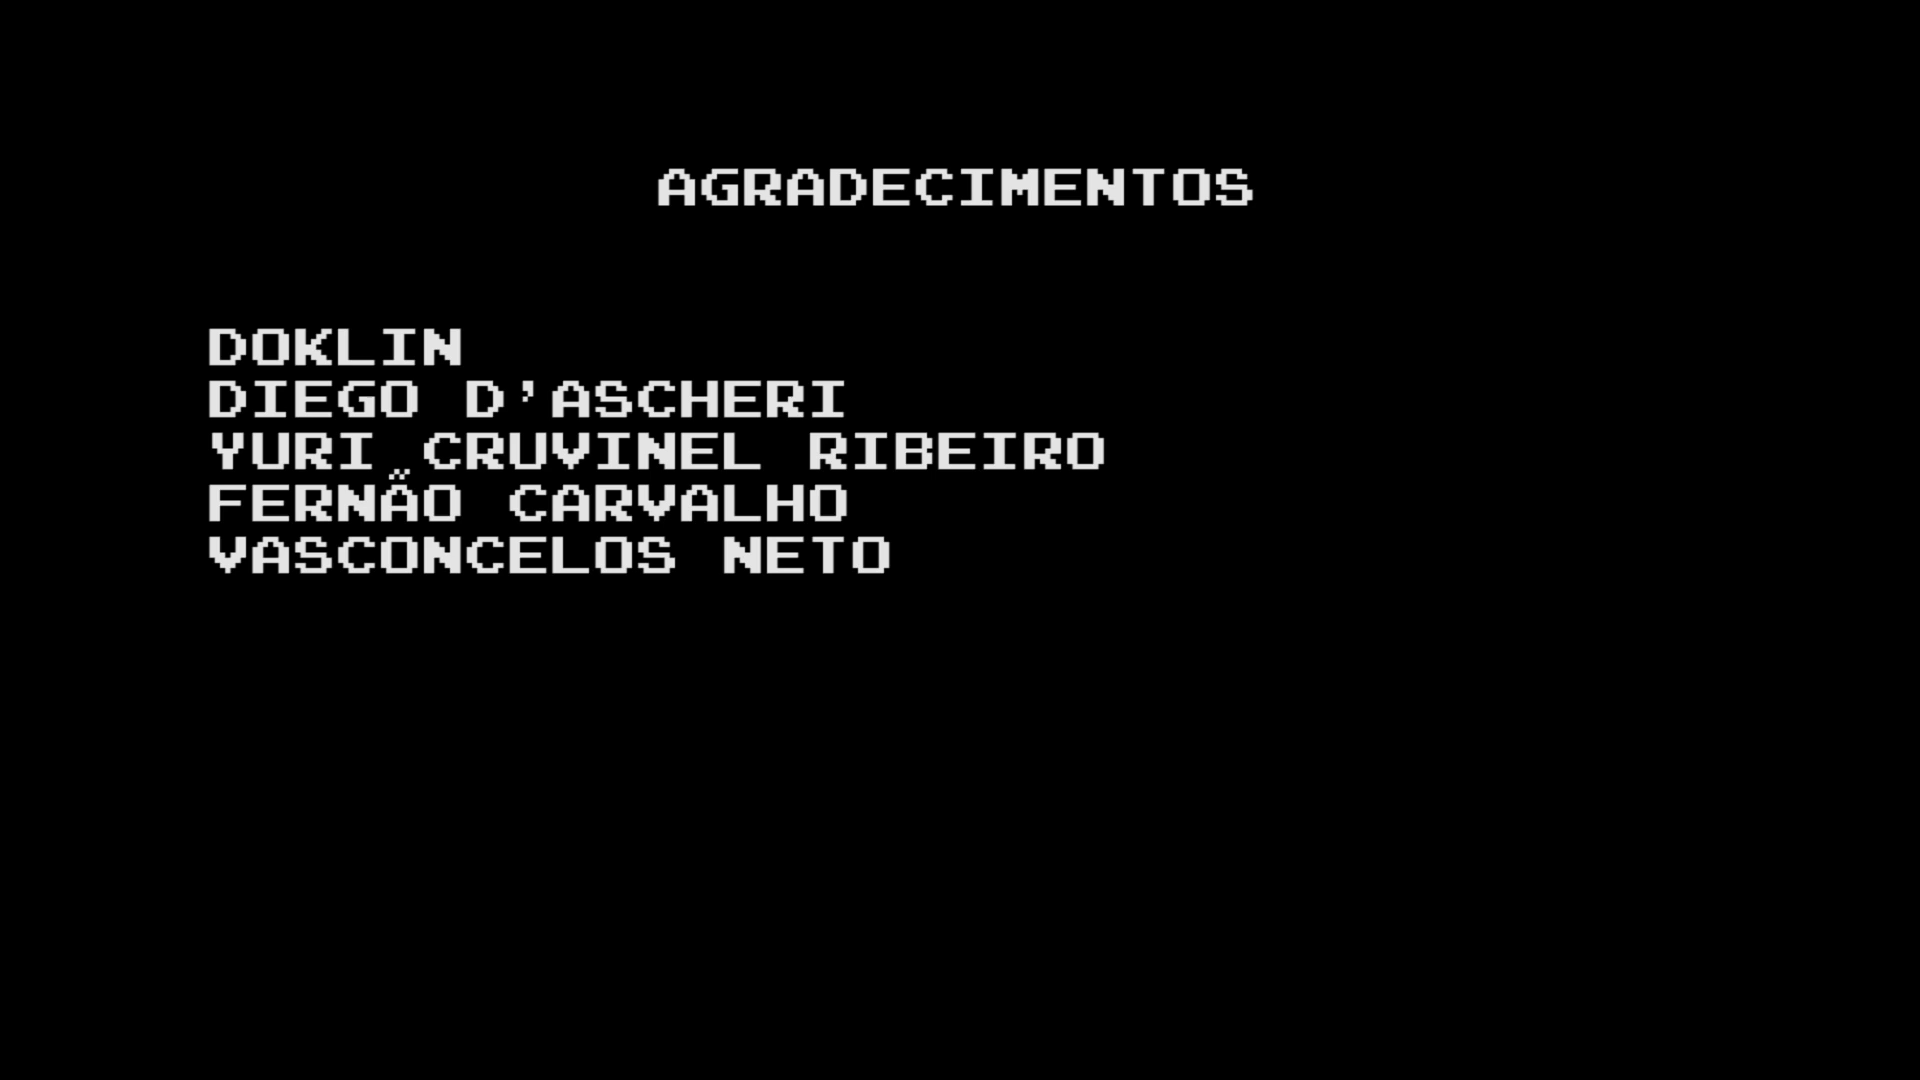 AGRADECIMENTOS
DOKLIN
DIEGO D'ASCHERI
YURI CRUVINEL RIBEIRO
FERNÃO CARVALHO
VASCONCELOS NETO